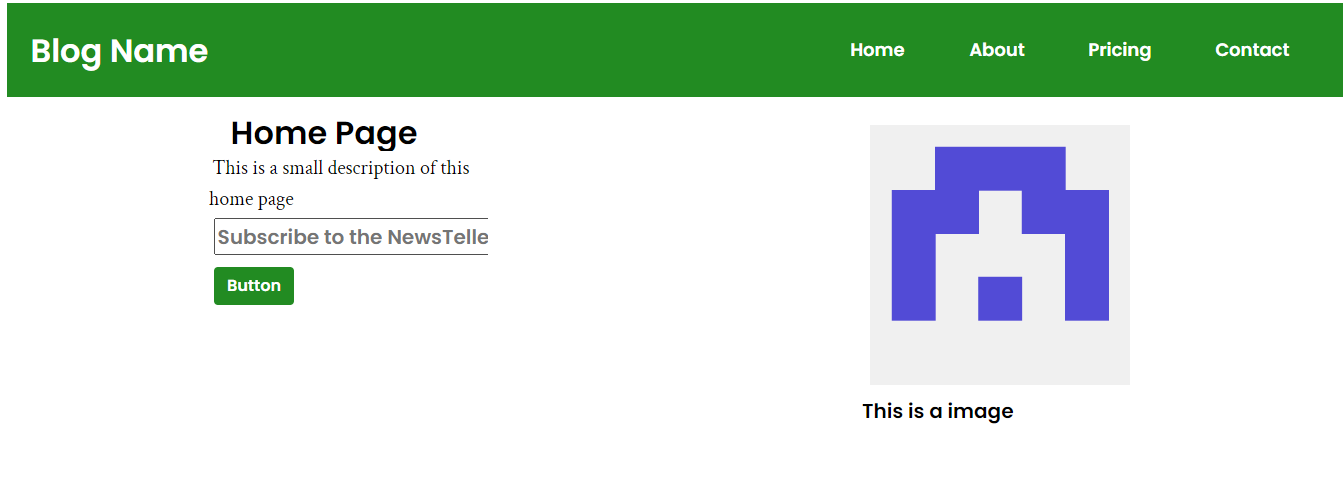 Blog Name
Home About Pricing Contact
Home Page
This is a small description of this
home page
Subscribe to the NewsTelle
Button
This is a image